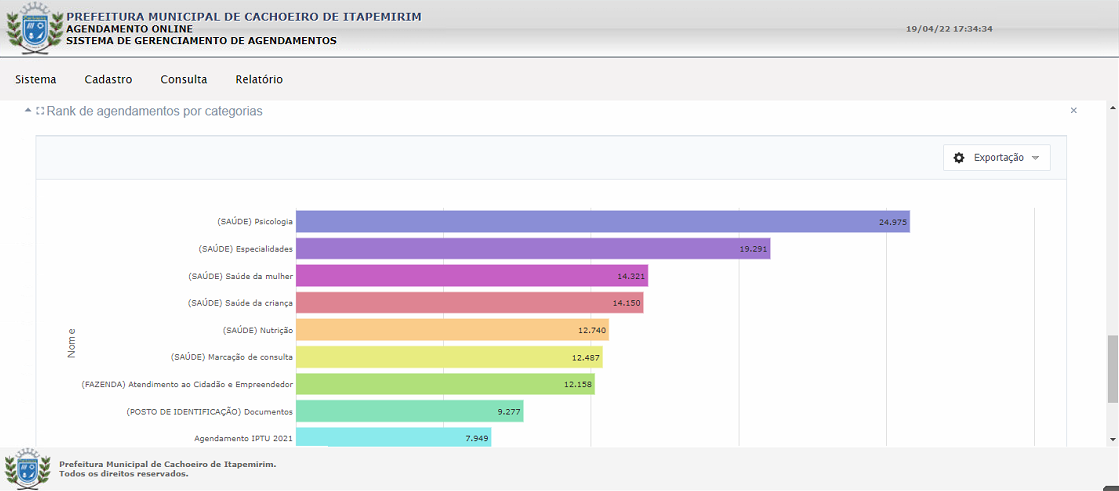 PREFEITURA MUNICIPAL DE CACHOEIRO DE ITAPEMIRIM
AGENDAMENTO ONLINE
SISTEMA DE GERENCIAMENTO DE AGENDAMENTOS
19/04/22 17:34:34
Sistema Cadastro Consulta Relatório
Rank de agendamentos por categorias
Exportação
Nome
(SAÚDE) Psicologia 24.975
(SAÚDE) Especialidades 19.291
(SAÚDE) Saúde da mulher 14.321
(SAÚDE) Saúde da criança 14.150
(SAÚDE) Nutrição 12.740
(SAÚDE) Marcação de consulta 12.487
(FAZENDA) Atendimento ao Cidadão e Empreendedor 12.158
(POSTO DE IDENTIFICAÇÃO) Documentos 9.277
Agendamento IPTU 2021 7.949
Prefeitura Municipal de Cachoeiro de Itapemirim.
Todos os direitos reservados.